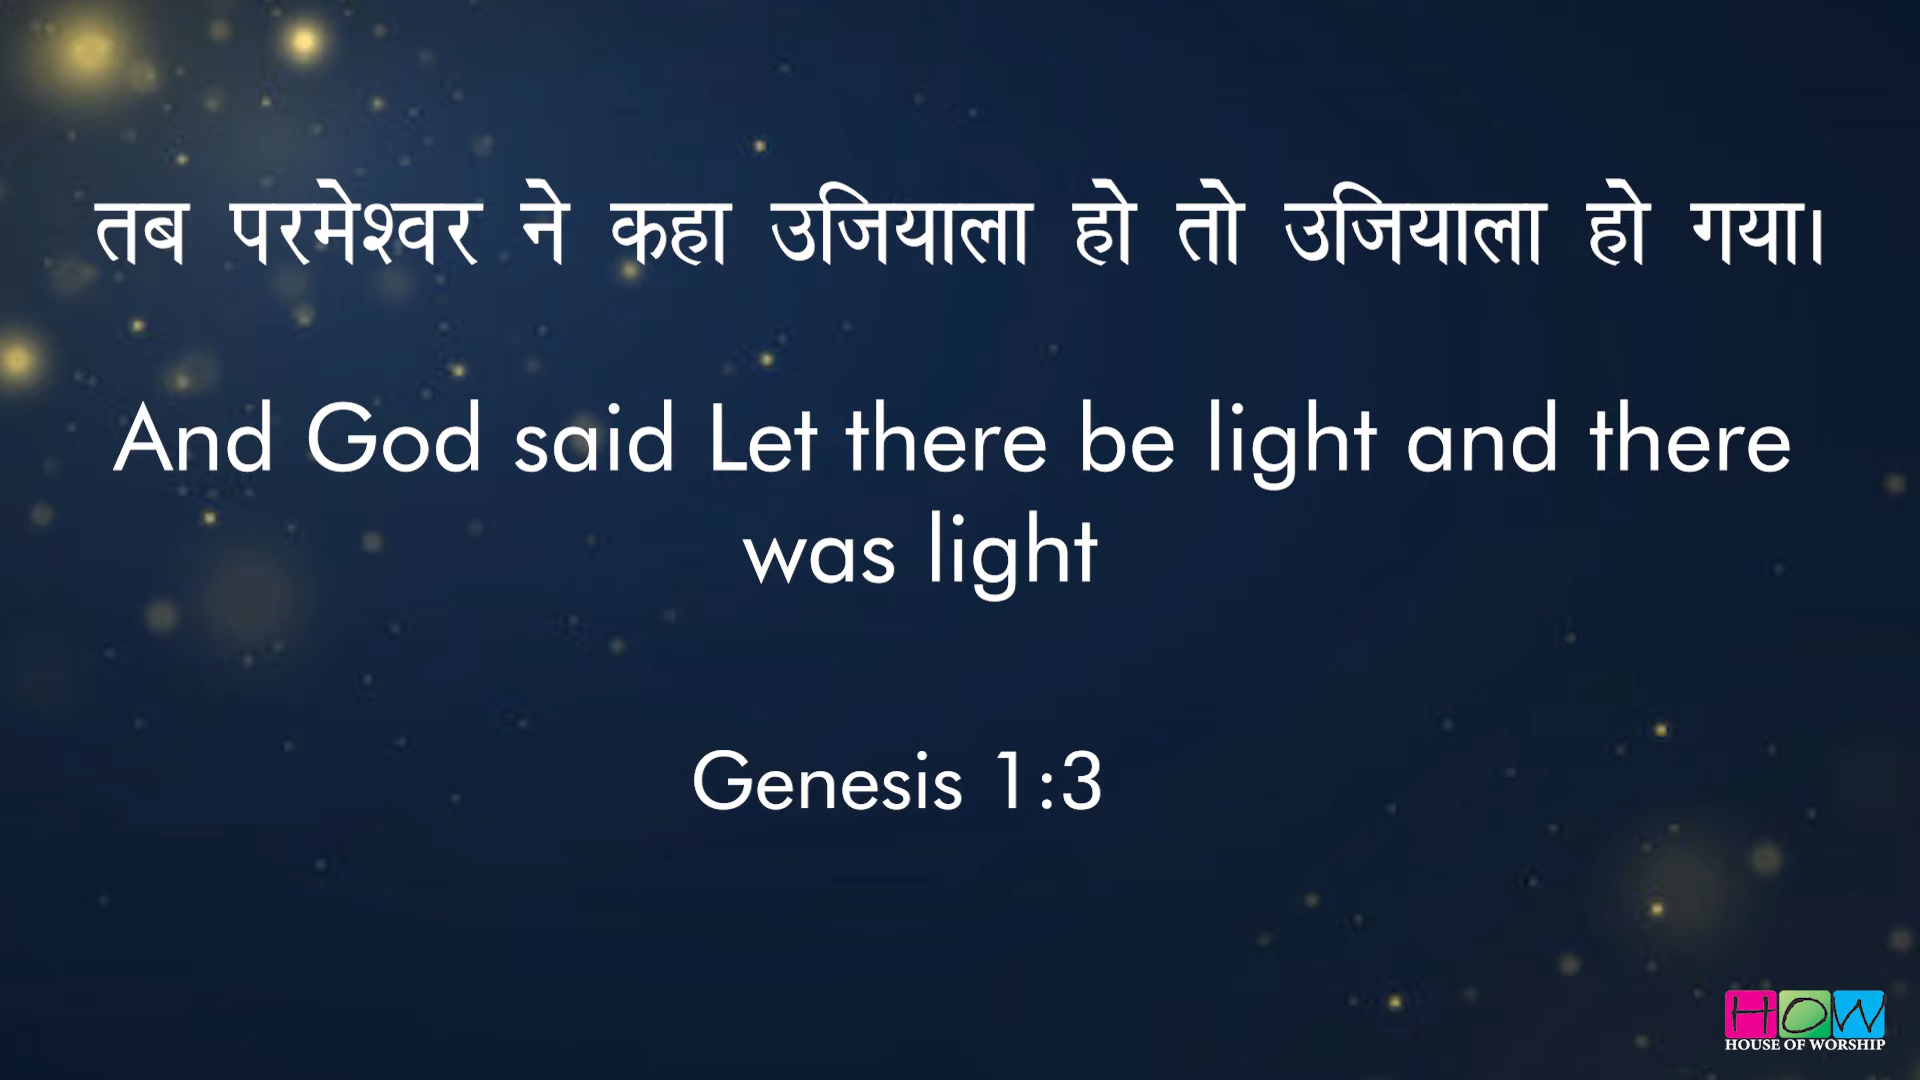 तब परमेश्वर ने कहा उजियाला हो तो उजियाला हो गया।
And God said Let there be light and there
was light
Genesis 1:3
HOW
HOUSE OF WORSHIP